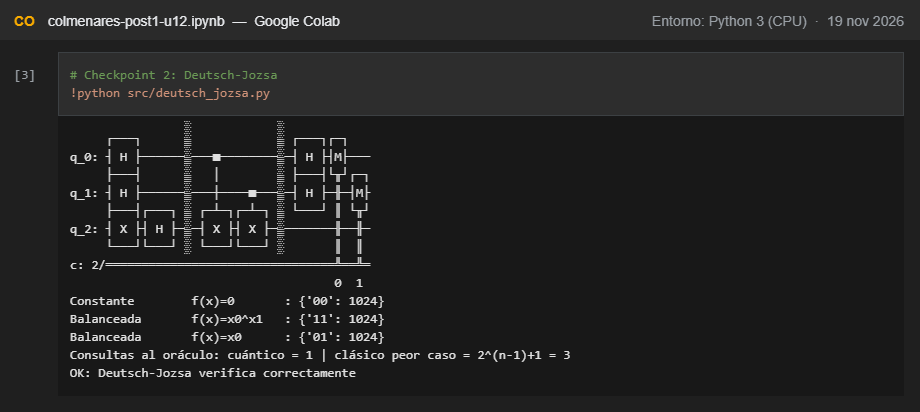 CO colmenares-post1-u12.ipynb — Google Colab Entorno: Python 3 (CPU) · 19 nov 2026
[3]
# Checkpoint 2: Deutsch-Jozsa
!python src/deutsch_jozsa.py
     ┌───┐      ░            ░ ┌───┐┌─┐
q_0: ┤ H ├──────░───■────────░─┤ H ├┤M├───
     ├───┤      ░   │        ░ ├───┤└╥┘┌─┐
q_1: ┤ H ├──────░───┼────■───░─┤ H ├─╫─┤M├
     ├───┤┌───┐ ░ ┌─┴─┐┌─┴─┐ ░ └───┘ ║ └╥┘
q_2: ┤ X ├┤ H ├─░─┤ X ├┤ X ├─░───────╫──╫─
     └───┘└───┘ ░ └───┘└───┘ ░       ║  ║
c: 2/════════════════════════════════╩══╩═
                                     0  1
Constante        f(x)=0       : {'00': 1024}
Balanceada       f(x)=x0^x1   : {'11': 1024}
Balanceada       f(x)=x0      : {'01': 1024}
Consultas al oráculo: cuántico = 1 | clásico peor caso = 2^(n-1)+1 = 3
OK: Deutsch-Jozsa verifica correctamente